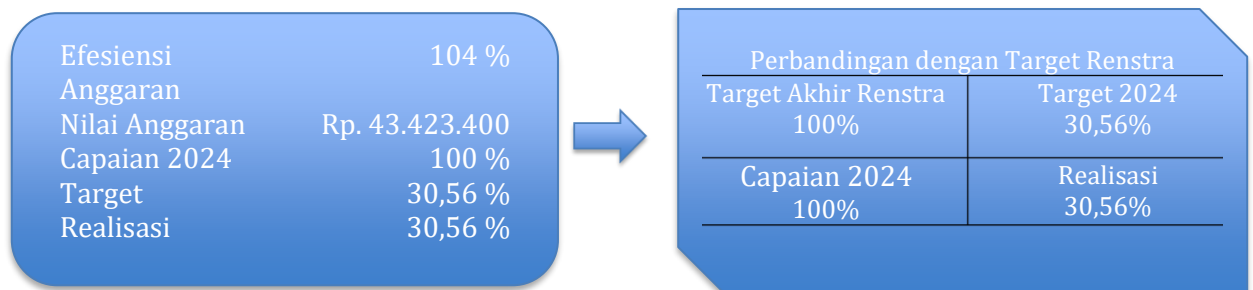 Efesiensi 104 %
Anggaran
Nilai Anggaran Rp. 43.423.400
Capaian 2024 100 %
Target 30,56 %
Realisasi 30,56 %
Perbandingan dengan Target Renstra
Target Akhir Renstra Target 2024
100% 30,56%
Capaian 2024 Realisasi
100% 30,56%